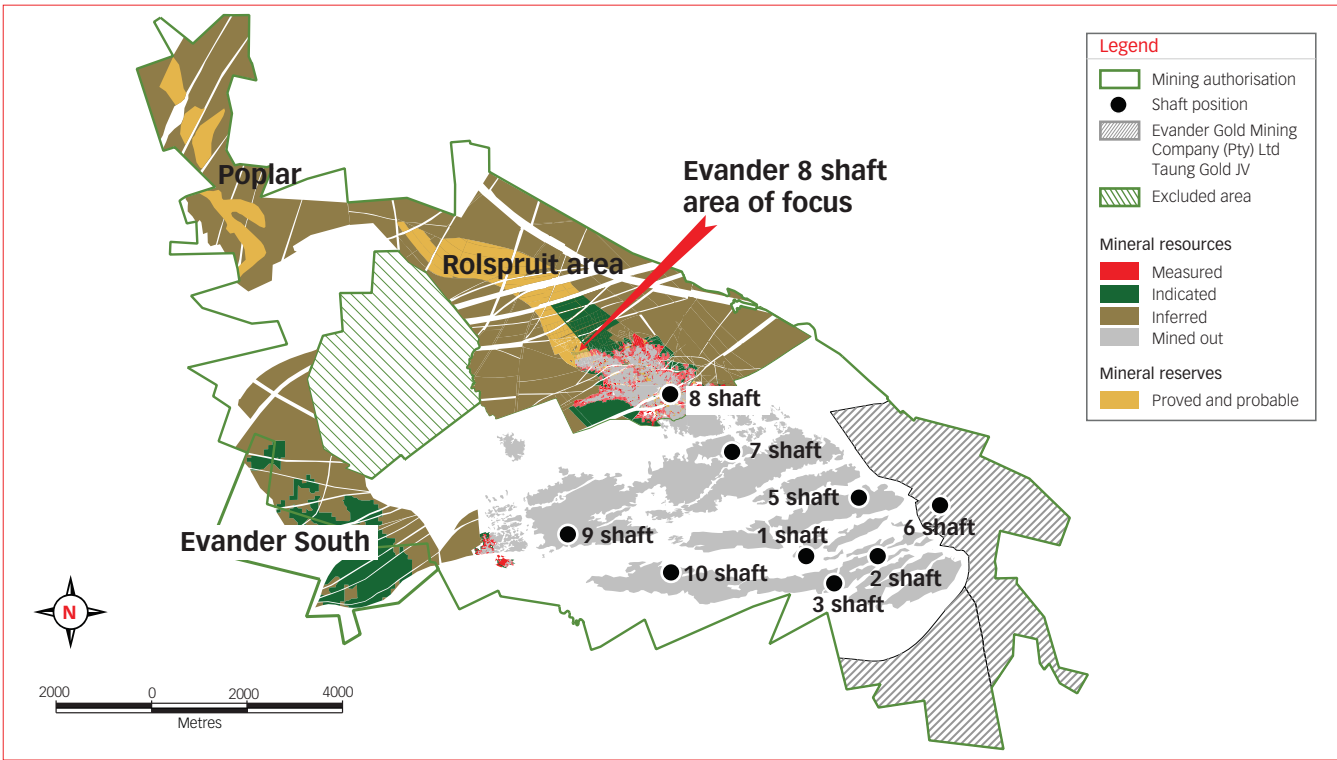 Poplar
Evander 8 shaft
area of focus
Rolspruit area
8 shaft
7 shaft
5 shaft
6 shaft
1 shaft
9 shaft
2 shaft
10 shaft
3 shaft
Evander South
N
2000 0 2000 4000
Metres
Legend
Mining authorisation
Shaft position
Evander Gold Mining
Company (Pty) Ltd
Taung Gold JV
Excluded area
Mineral resources
Measured
Indicated
Inferred
Mined out
Mineral reserves
Proved and probable